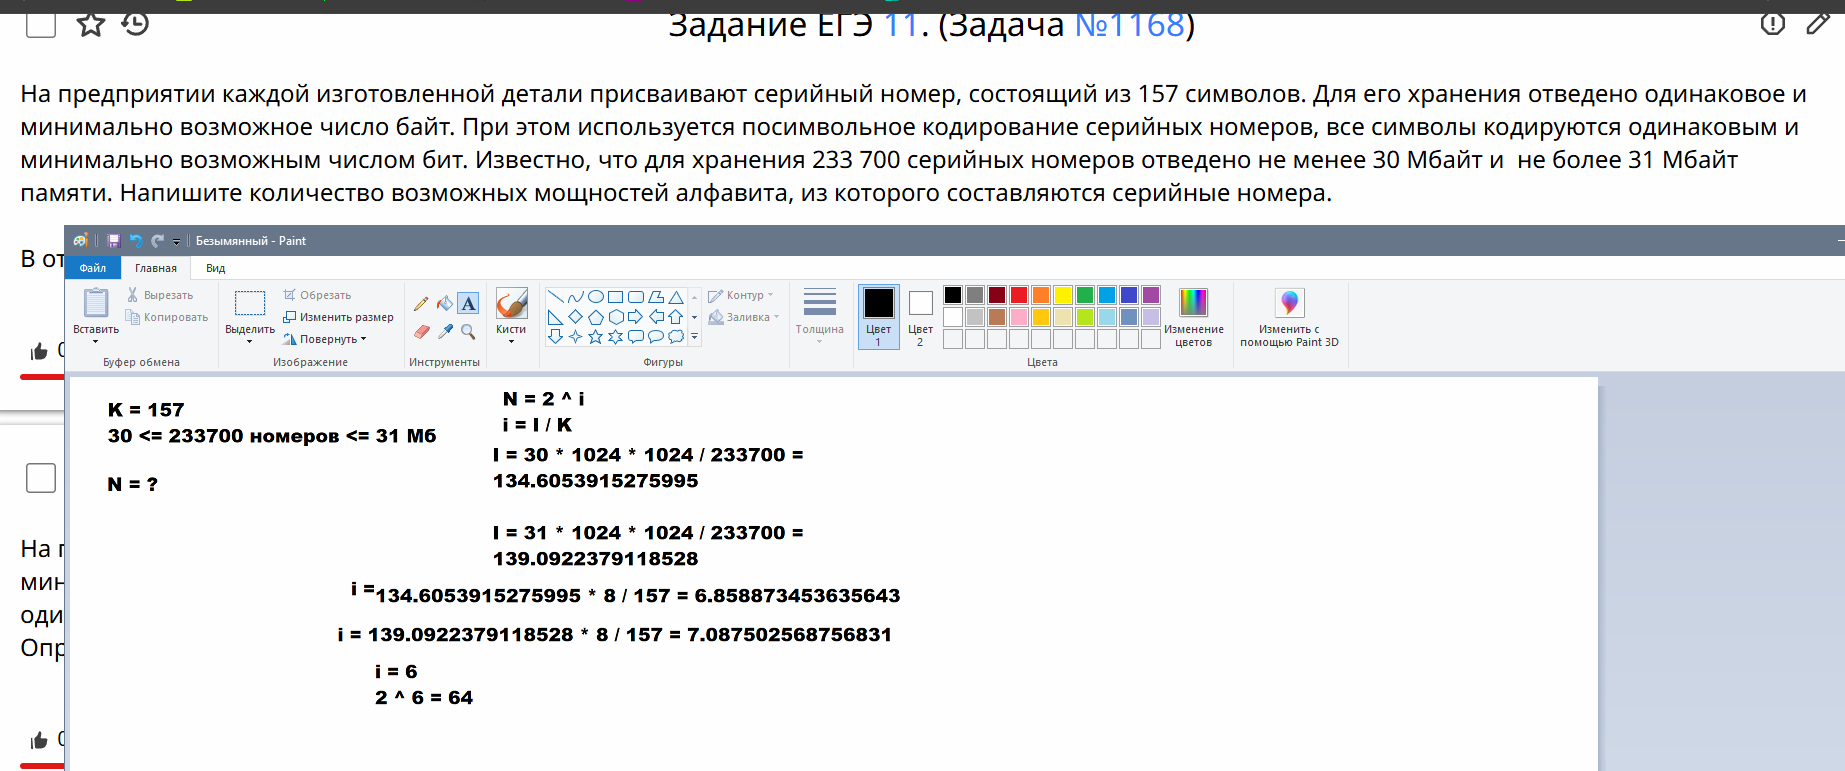 Задание ЕГЭ 11. (Задача №1168)
На предприятии каждой изготовленной детали присваивают серийный номер, состоящий из 157 символов. Для его хранения отведено одинаковое и
минимально возможное число байт. При этом используется посимвольное кодирование серийных номеров, все символы кодируются одинаковым и
минимально возможным числом бит. Известно, что для хранения 233 700 серийных номеров отведено не менее 30 Мбайт и не более 31 Мбайт
памяти. Напишите количество возможных мощностей алфавита, из которого составляются серийные номера.
В от
Безымянный - Paint
Файл Главная Вид
Вставить
Вырезать
Копировать
Буфер обмена
Выделить
Обрезать
Изменить размер
Повернуть
Изображение
Инструменты
Кисти
Контур
Заливка
Фигуры
Толщина
Цвет
1
Цвет
2
Изменение
цветов
Цвета
Изменить с
помощью Paint 3D
K = 157
30 <= 233700 номеров <= 31 Мб
N = ?
N = 2 ^ i
i = I / K
I = 30 * 1024 * 1024 / 233700 =
134.6053915275995
I = 31 * 1024 * 1024 / 233700 =
139.0922379118528
i = 134.6053915275995 * 8 / 157 = 6.858873453635643
i = 139.0922379118528 * 8 / 157 = 7.087502568756831
i = 6
2 ^ 6 = 64
На п
мин
оди
Опр